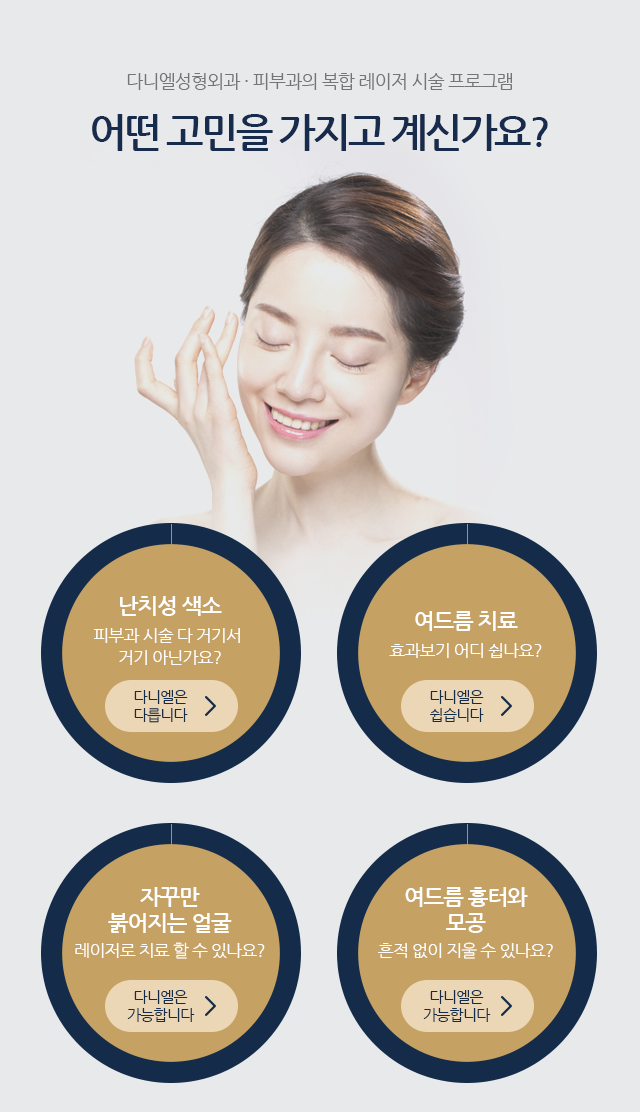 다니엘성형외과 · 피부과의 복합 레이저 시술 프로그램
어떤 고민을 가지고 계신가요?
난치성 색소
피부과 시술 다 거기서
거기 아닌가요?
다니엘은
다릅니다
여드름 치료
효과보기 어디 쉽나요?
다니엘은
쉽습니다
자꾸만
붉어지는 얼굴
레이저로 치료 할 수 있나요?
다니엘은
가능합니다
여드름 흉터와
모공
흔적 없이 지울 수 있나요?
다니엘은
가능합니다